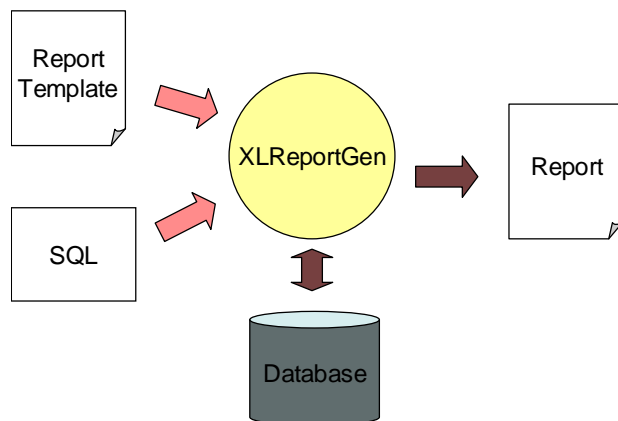 Report
Template
XLReportGen
Report
SQL
Database